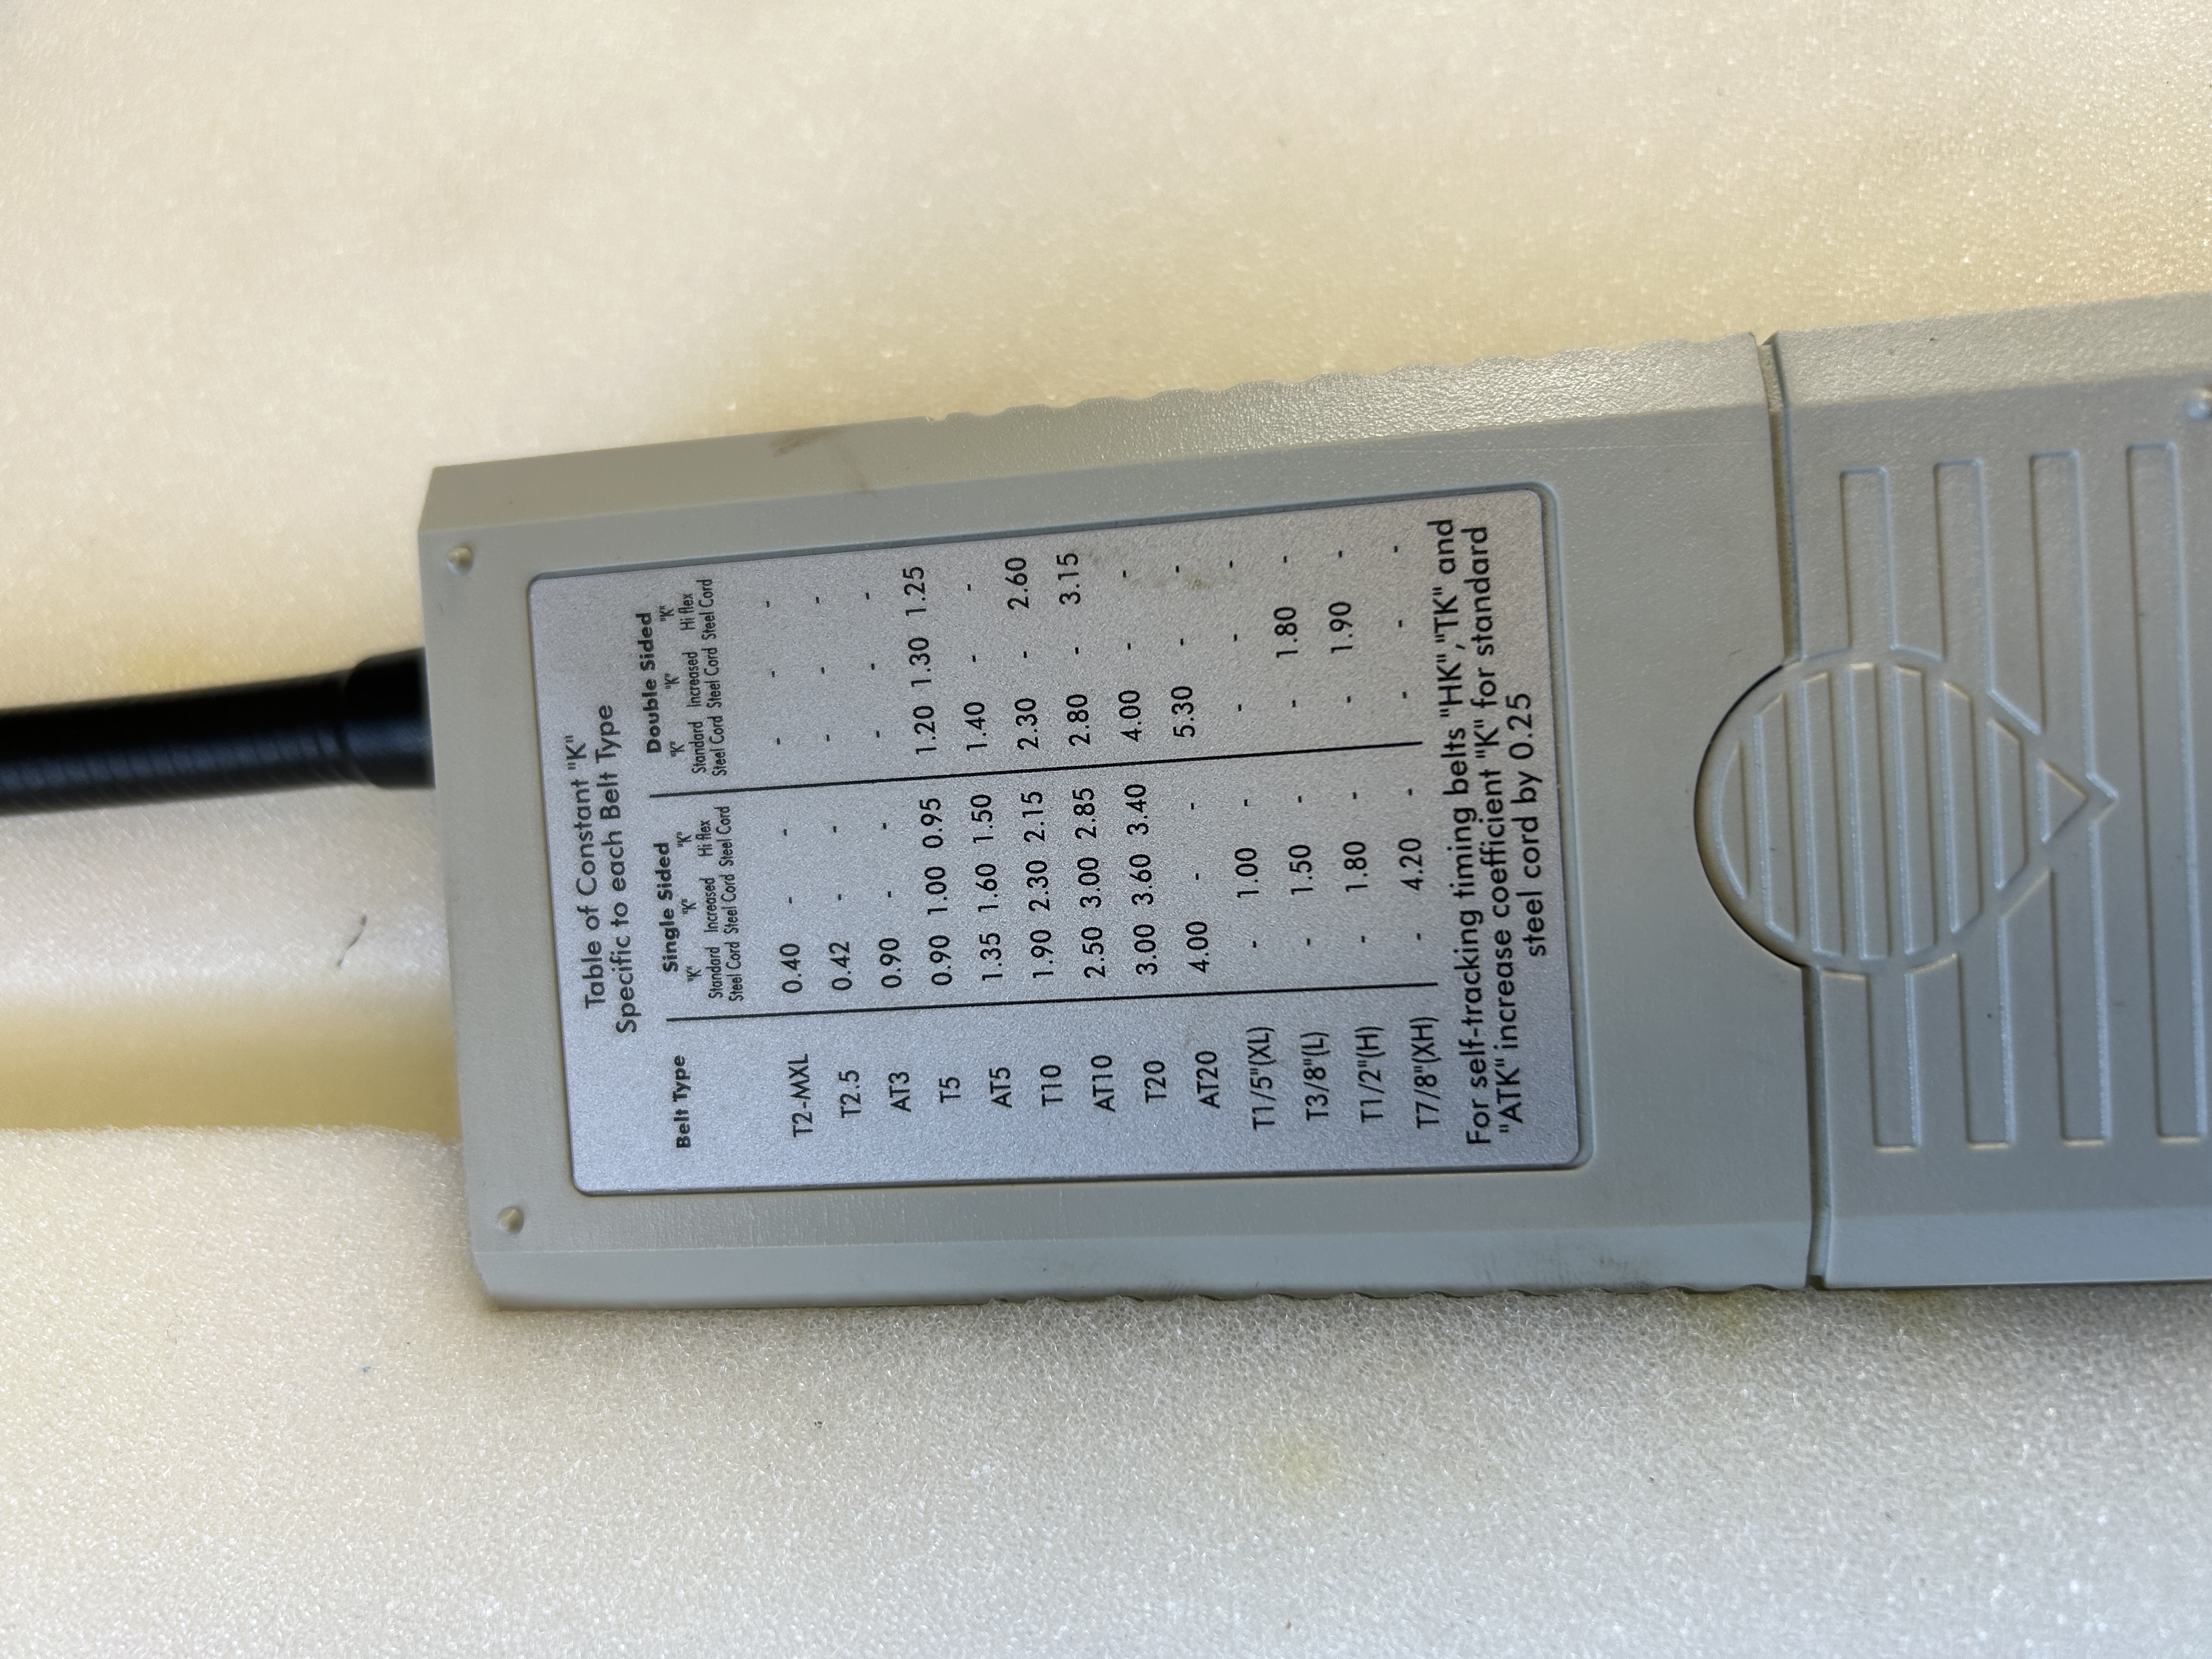 Table of Constant "K"
Specific to each Belt Type
Belt Type Single Sided Double Sided
"K" "K" "K" "K" "K" "K"
Standard Increased Hi flex Standard Increased Hi flex
Steel Cord Steel Cord Steel Cord Steel Cord Steel Cord Steel Cord
T2-MXL 0.40 - - - - -
T2.5 0.42 - - - - -
AT3 0.90 - - - - -
T5 0.90 1.00 0.95 1.20 1.30 1.25
AT5 1.35 1.60 1.50 1.40 - -
T10 1.90 2.30 2.15 2.30 - 2.60
AT10 2.50 3.00 2.85 2.80 - 3.15
T20 3.00 3.60 3.40 4.00 - -
AT20 4.00 - - 5.30 - -
T1/5"(XL) - 1.00 - - - -
T3/8"(L) - 1.50 - - 1.80 -
T1/2"(H) - 1.80 - - 1.90 -
T7/8"(XH) - 4.20 - - - -
For self-tracking timing belts "HK","TK" and
"ATK" increase coefficient "K" for standard
steel cord by 0.25